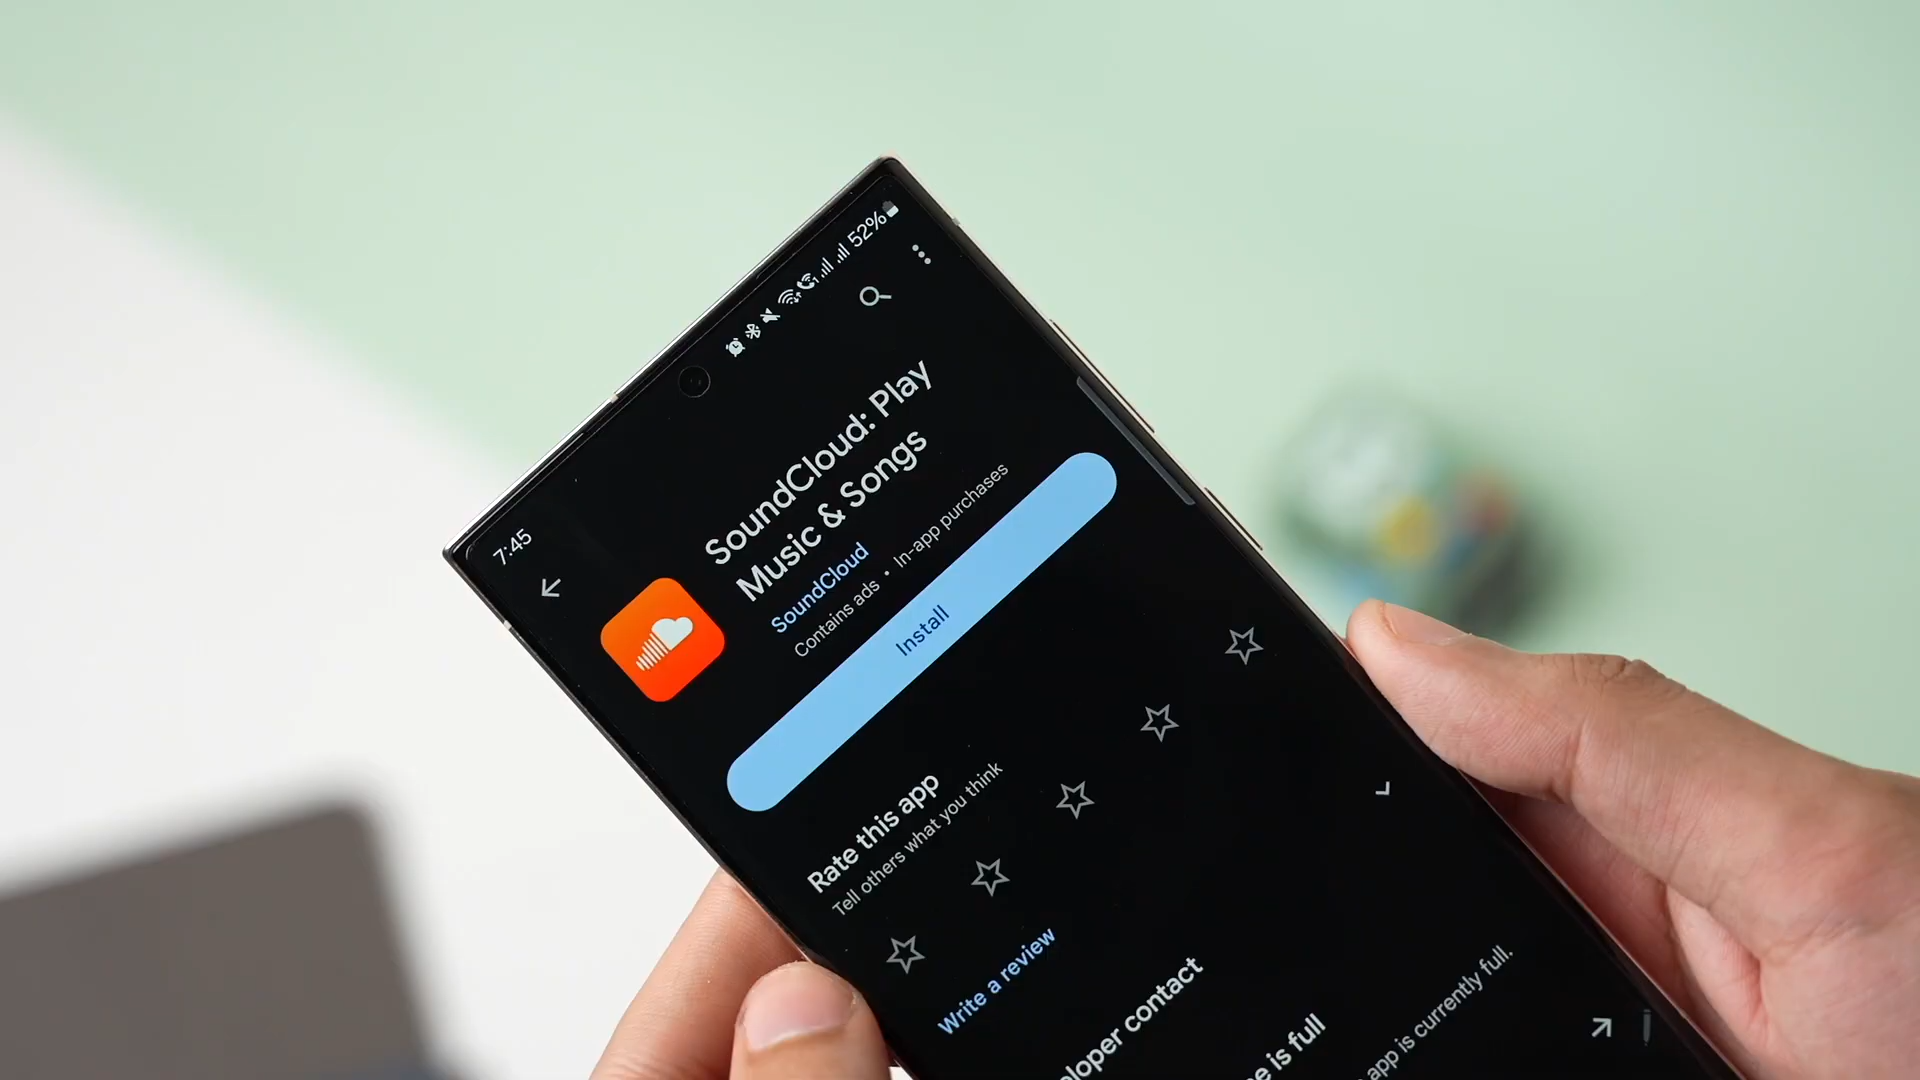 7:45
52%
SoundCloud: Play
Music & Songs
SoundCloud
Contains ads • In-app purchases
Install
Rate this app
Tell others what you think
Write a review
eloper contact
e is full
app is currently full.